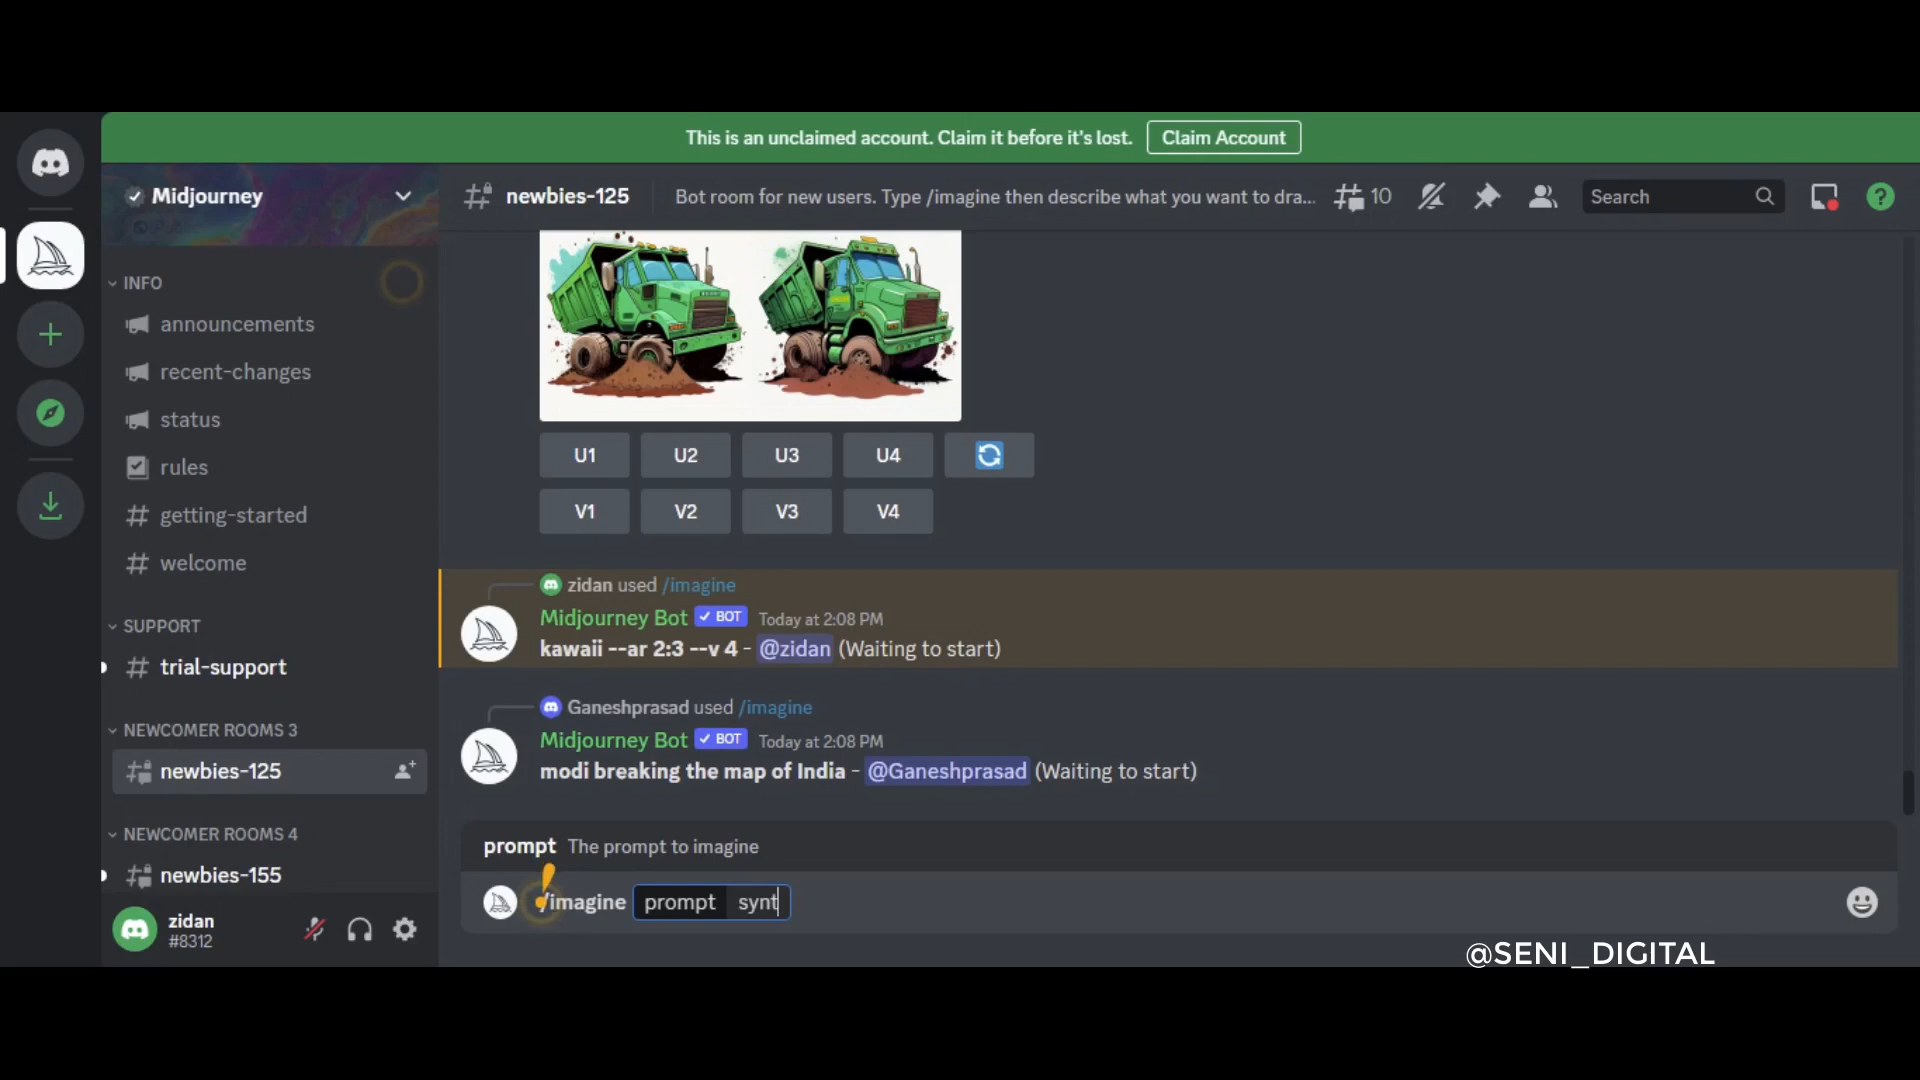 This is an unclaimed account. Claim it before it's lost. Claim Account
Midjourney
newbies-125 Bot room for new users. Type /imagine then describe what you want to dra... 10 Search
INFO
announcements
recent-changes
status
rules
getting-started
welcome
SUPPORT
trial-support
NEWCOMER ROOMS 3
newbies-125
NEWCOMER ROOMS 4
newbies-155
zidan
#8312
U1 U2 U3 U4
V1 V2 V3 V4
zidan used /imagine
Midjourney Bot BOT Today at 2:08 PM
kawaii --ar 2:3 --v 4 - @zidan (Waiting to start)
Ganeshprasad used /imagine
Midjourney Bot BOT Today at 2:08 PM
modi breaking the map of India - @Ganeshprasad (Waiting to start)
prompt The prompt to imagine
/imagine prompt synt
@SENI_DIGITAL